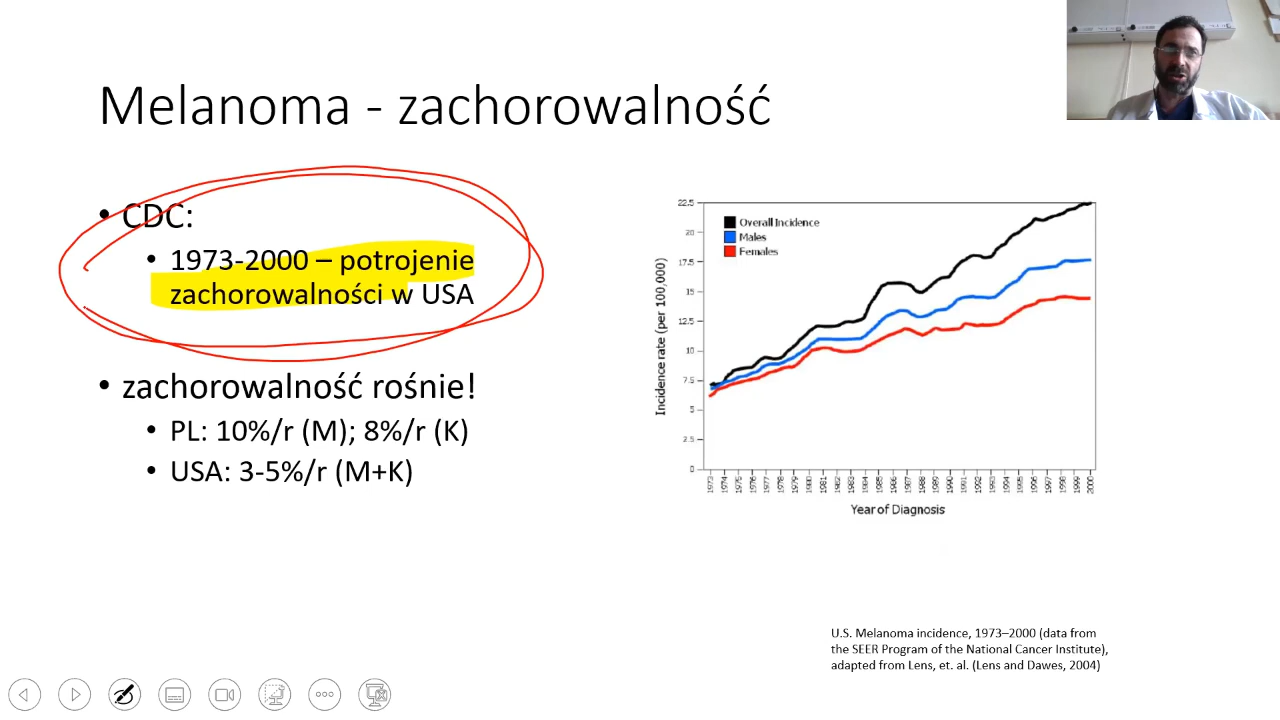 Melanoma - zachorowalność
• CDC:
• 1973-2000 – potrojenie
zachorowalności w USA
• zachorowalność rośnie!
• PL: 10%/r (M); 8%/r (K)
• USA: 3-5%/r (M+K)
Overall Incidence
Males
Females
Incidence rate (per 100,000)
22.5
20
17.5
15
12.5
10
7.5
5
2.5
0
1973 1974 1975 1976 1977 1978 1979 1980 1981 1982 1983 1984 1985 1986 1987 1988 1989 1990 1991 1992 1993 1994 1995 1996 1997 1998 1999 2000
Year of Diagnosis
U.S. Melanoma incidence, 1973–2000 (data from
the SEER Program of the National Cancer Institute),
adapted from Lens, et. al. (Lens and Dawes, 2004)